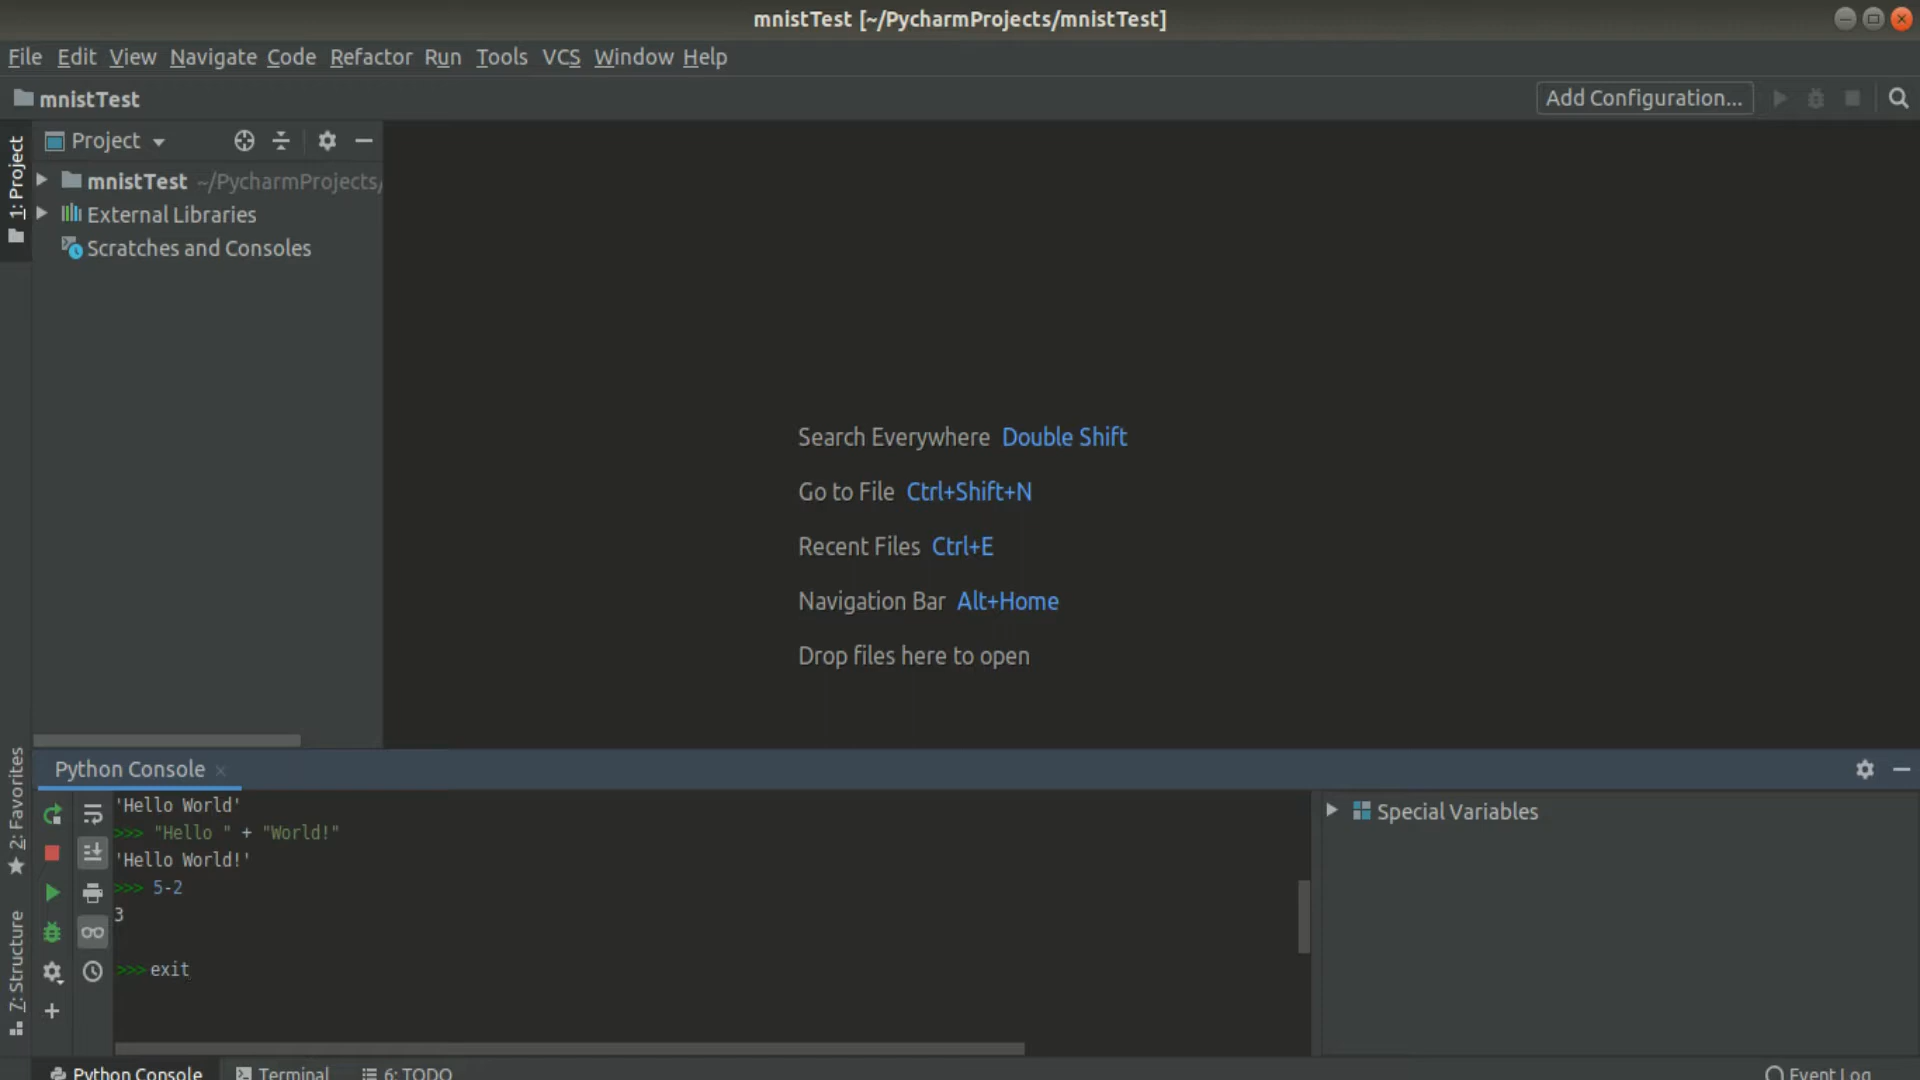 mnistTest [~/PycharmProjects/mnistTest]
File Edit View Navigate Code Refactor Run Tools VCS Window Help
mnistTest
Add Configuration...
1: Project
Project
mnistTest ~/PycharmProjects/
External Libraries
Scratches and Consoles
Search Everywhere Double Shift
Go to File Ctrl+Shift+N
Recent Files Ctrl+E
Navigation Bar Alt+Home
Drop files here to open
2: Favorites
7: Structure
Python Console
'Hello World'
>>> "Hello " + "World!"
'Hello World!'
>>> 5-2
3
>>> exit
Special Variables
Python Console
Terminal
6: TODO
Event Log